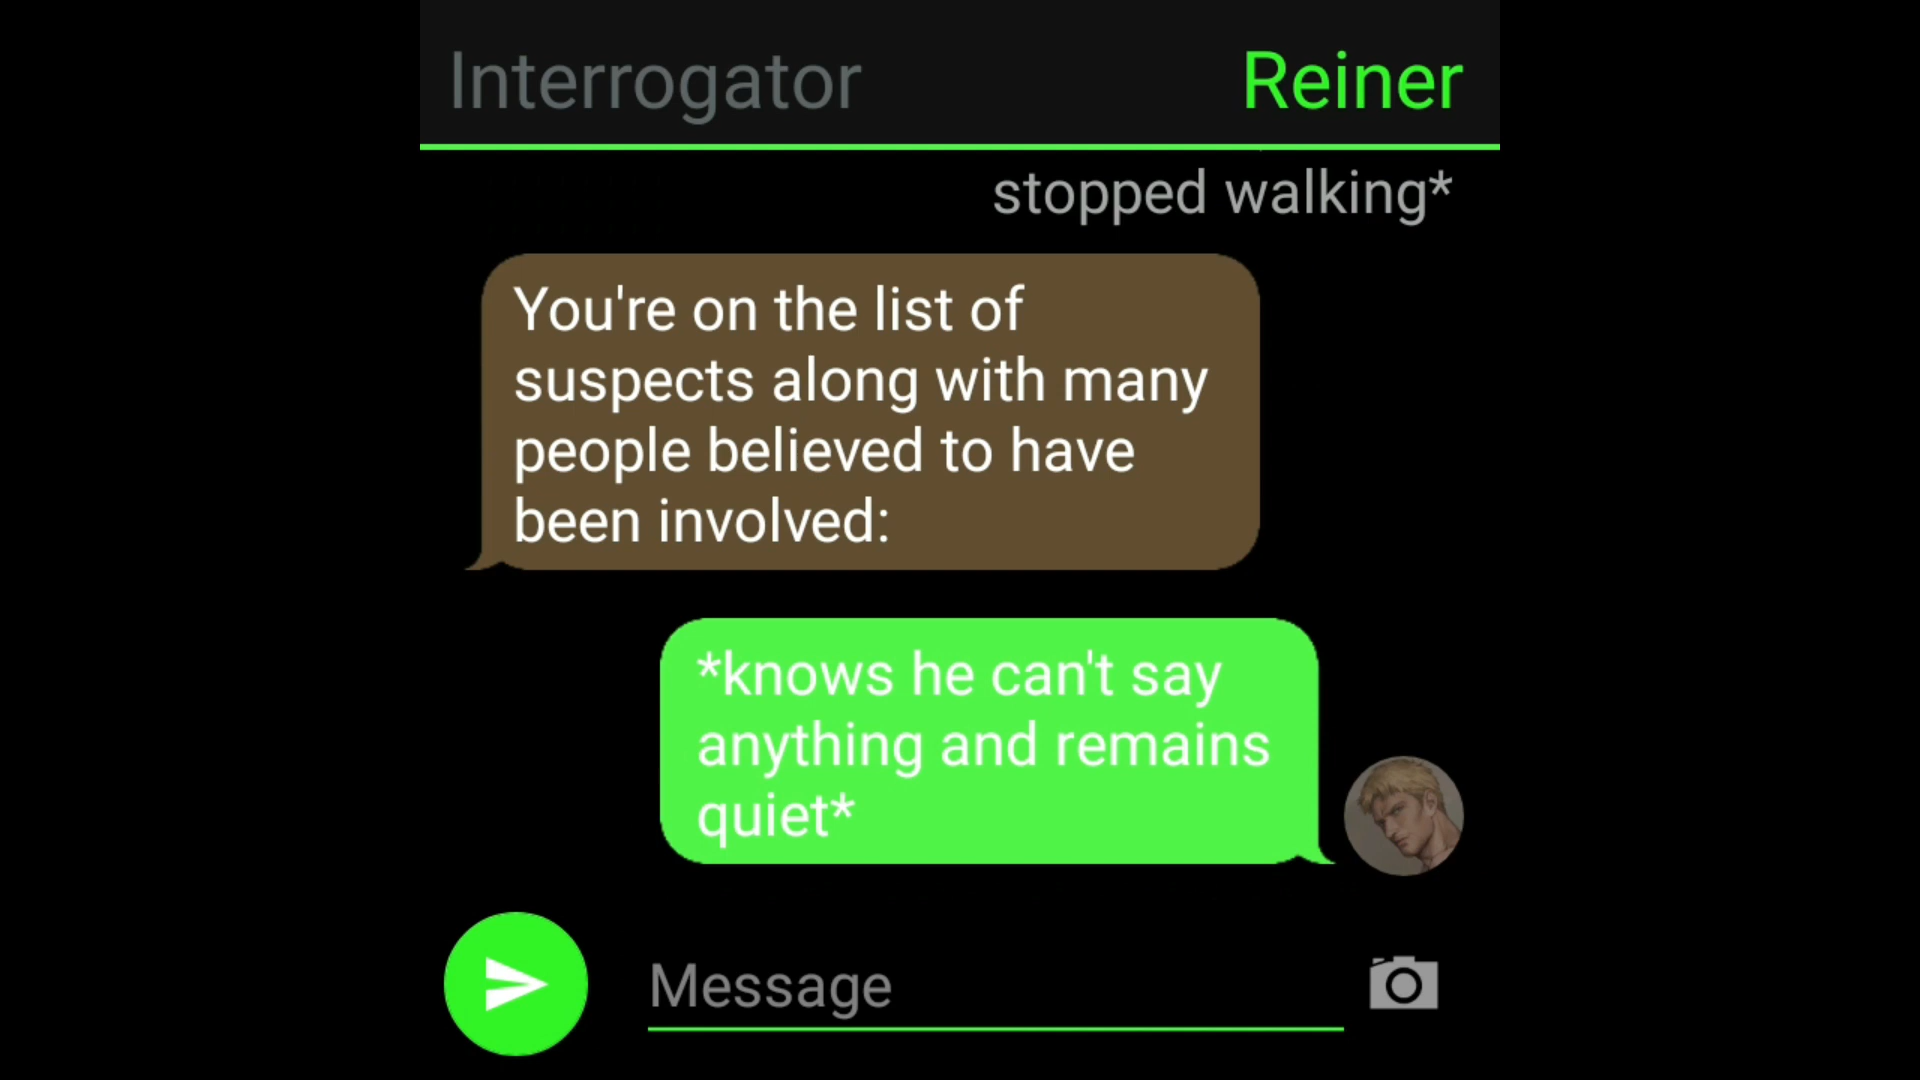 Interrogator Reiner
stopped walking*
You're on the list of
suspects along with many
people believed to have
been involved:
*knows he can't say
anything and remains
quiet*
Message